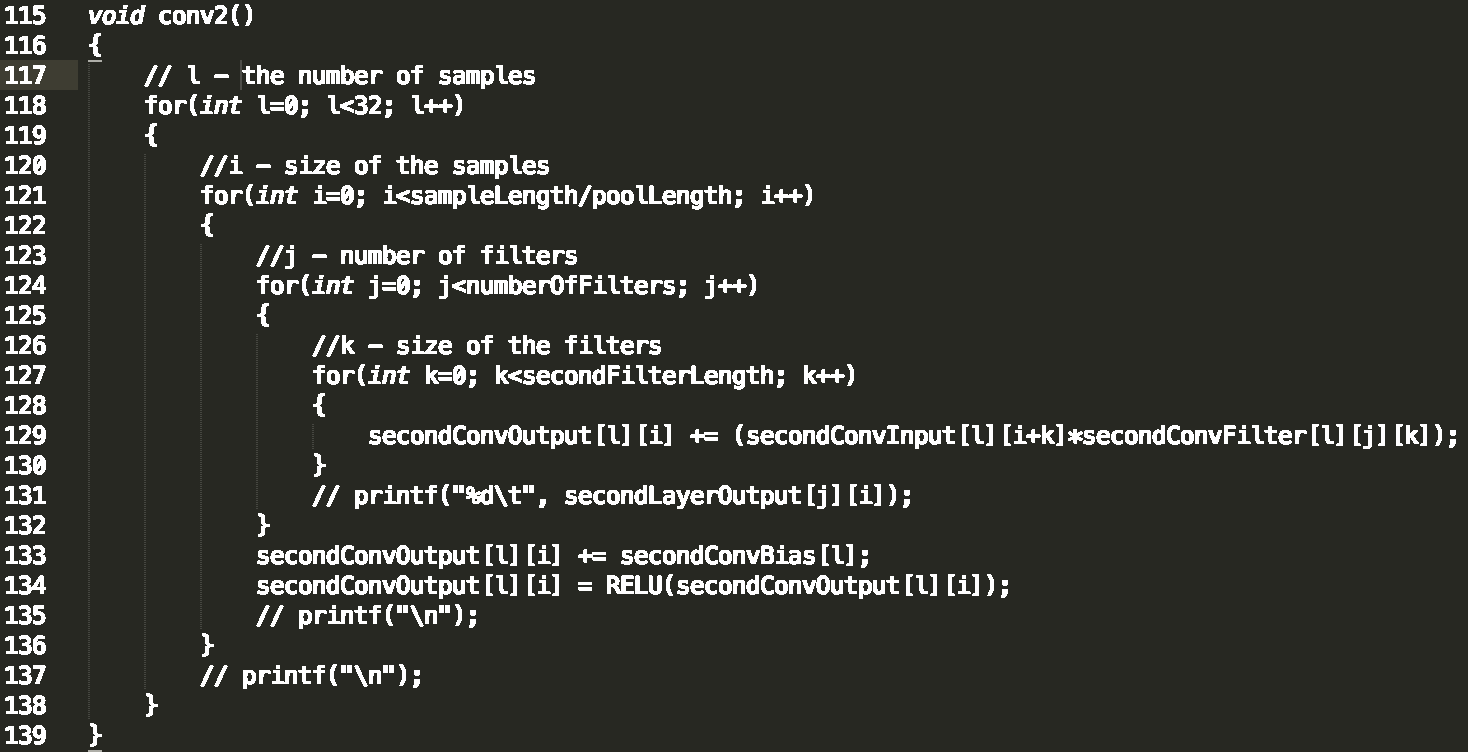 115 void conv2()
116 {
117 // l – the number of samples
118 for(int l=0; l<32; l++)
119 {
120 //i – size of the samples
121 for(int i=0; i<sampleLength/poolLength; i++)
122 {
123 //j – number of filters
124 for(int j=0; j<numberOfFilters; j++)
125 {
126 //k – size of the filters
127 for(int k=0; k<secondFilterLength; k++)
128 {
129 secondConvOutput[l][i] += (secondConvInput[l][i+k]*secondConvFilter[l][j][k]);
130 }
131 // printf("%d\t", secondLayerOutput[j][i]);
132 }
133 secondConvOutput[l][i] += secondConvBias[l];
134 secondConvOutput[l][i] = RELU(secondConvOutput[l][i]);
135 // printf("\n");
136 }
137 // printf("\n");
138 }
139 }